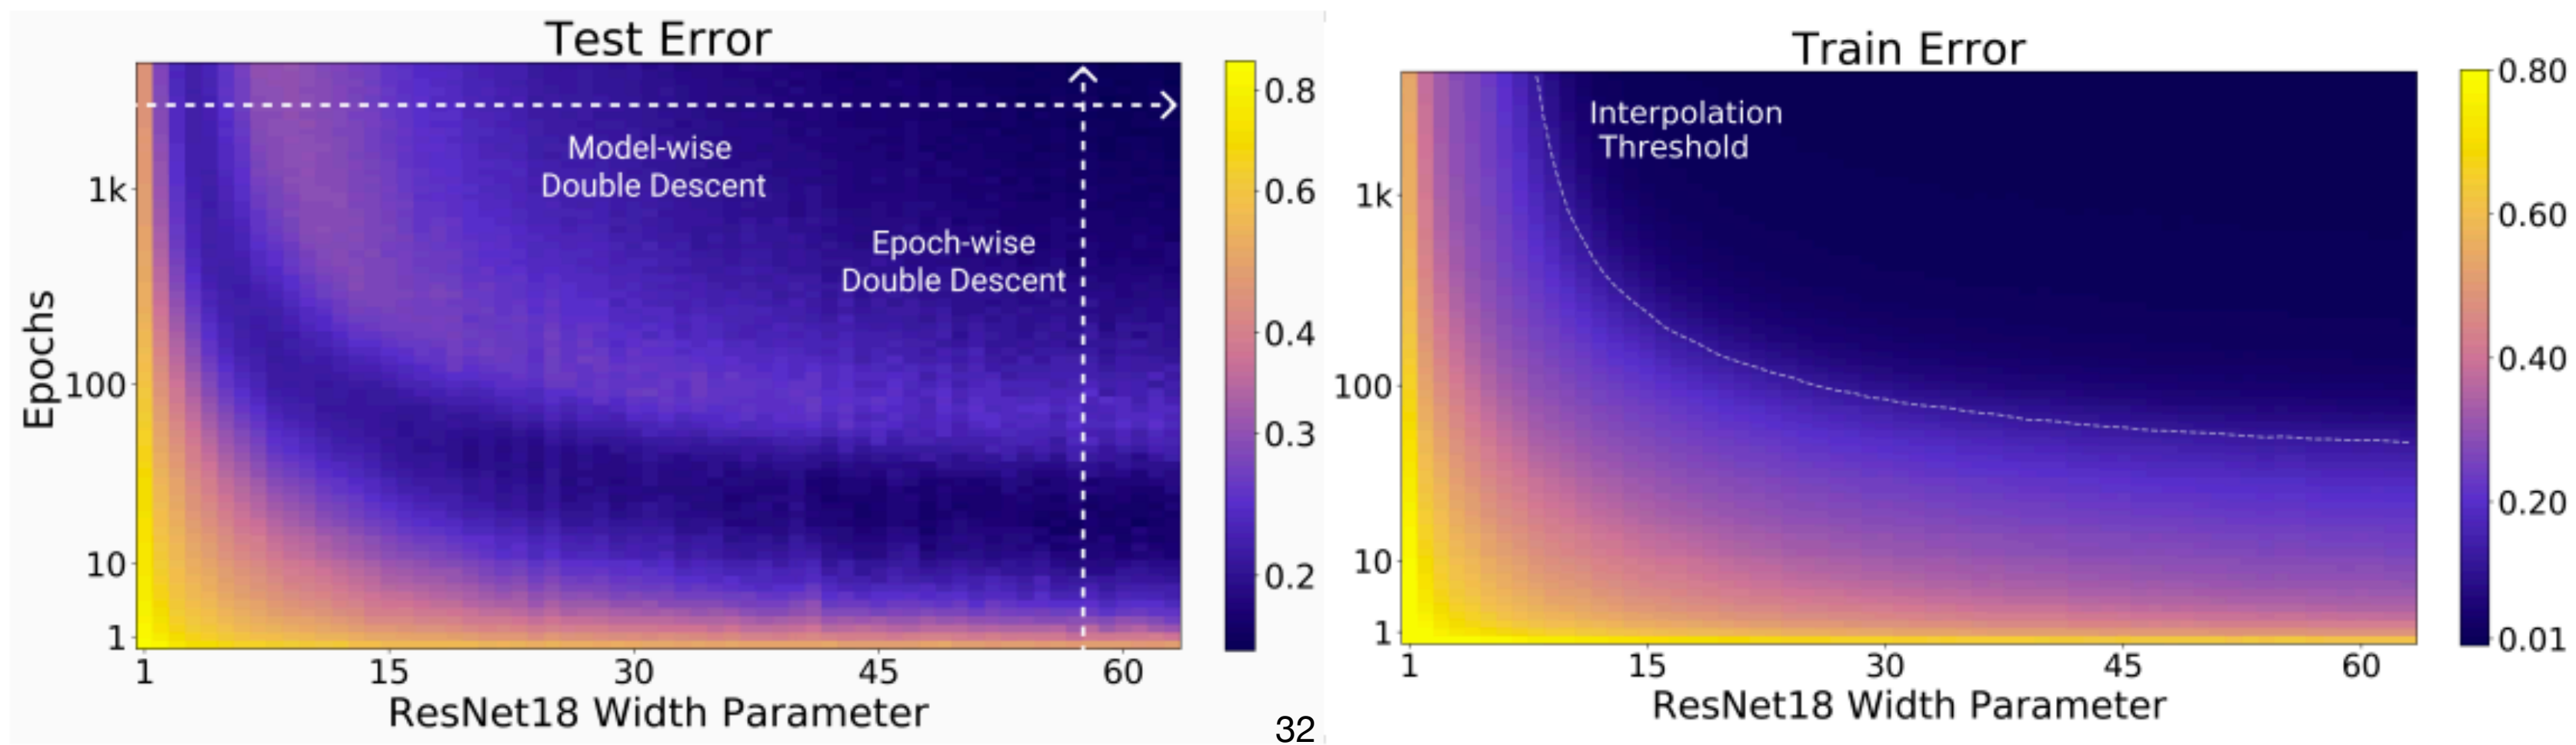 Test Error
Model-wise
Double Descent
Epoch-wise
Double Descent
Epochs
1k
100
10
1
1 15 30 45 60
ResNet18 Width Parameter
0.8
0.6
0.4
0.3
0.2
32
Train Error
Interpolation
Threshold
1k
100
10
1
1 15 30 45 60
ResNet18 Width Parameter
0.80
0.60
0.40
0.20
0.01